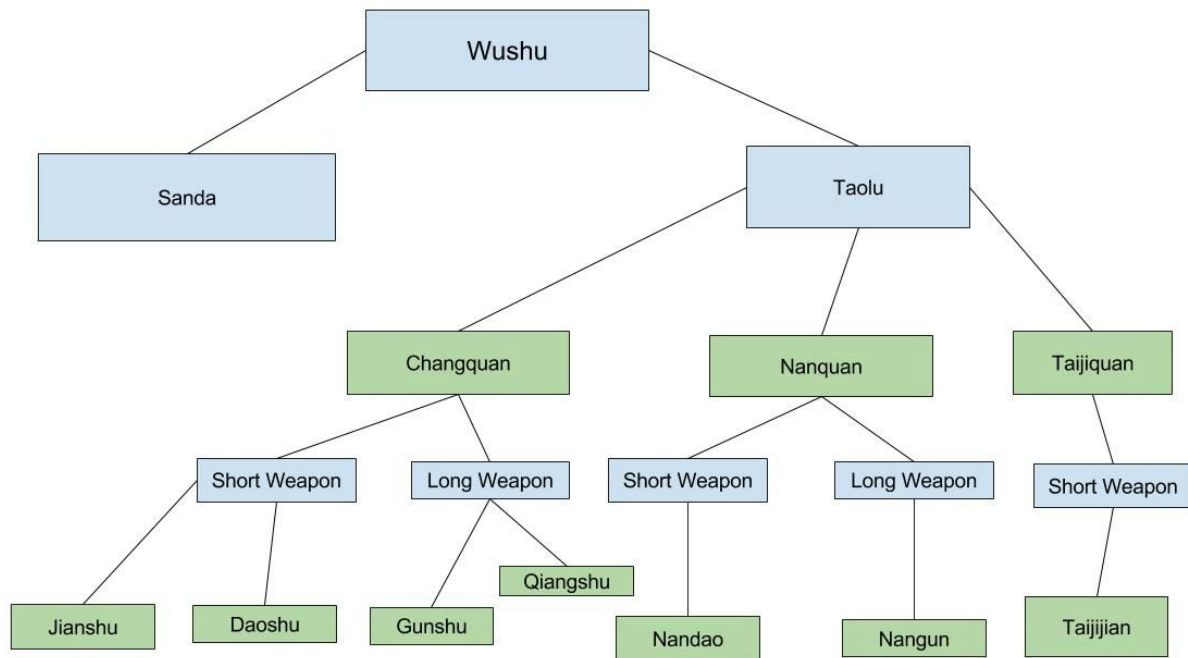 Wushu
Sanda
Taolu
Changquan
Nanquan
Taijiquan
Short Weapon
Long Weapon
Short Weapon
Long Weapon
Short Weapon
Qiangshu
Jianshu
Daoshu
Gunshu
Nandao
Nangun
Taijijian